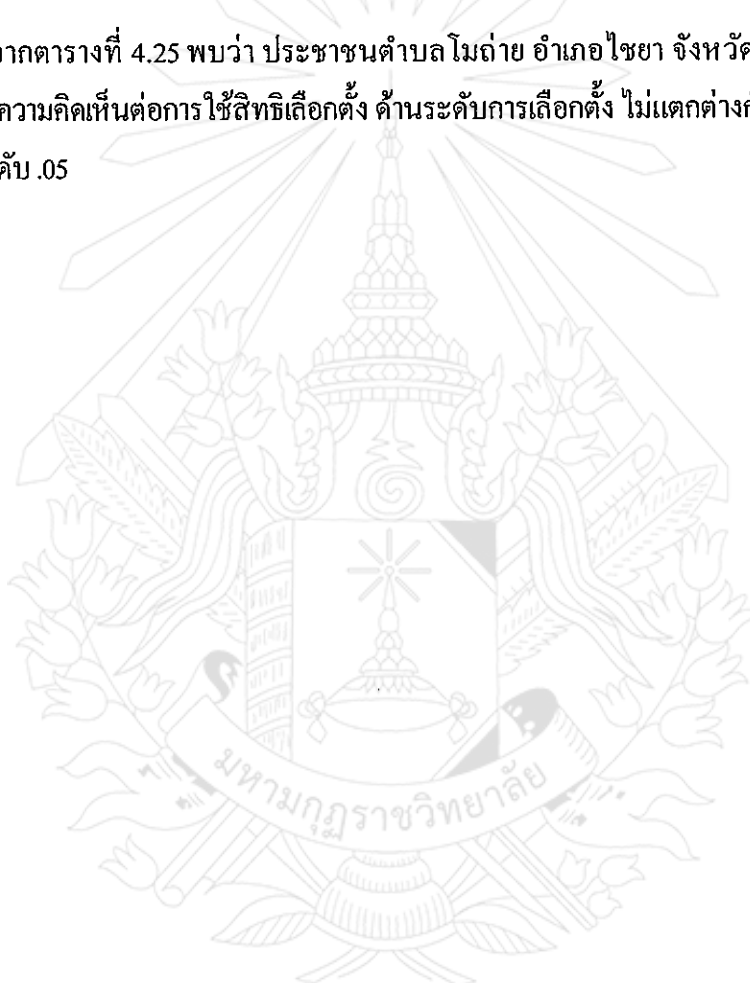 จากตารางที่ 4.25 พบว่า ประชาชนตำบลโมถ่าย อำเภอไชยา จังหวัด
ความคิดเห็นต่อการใช้สิทธิเลือกตั้ง ด้านระดับการเลือกตั้ง ไม่แตกต่าง
.05
มหามกุฏราชวิทยาลัย